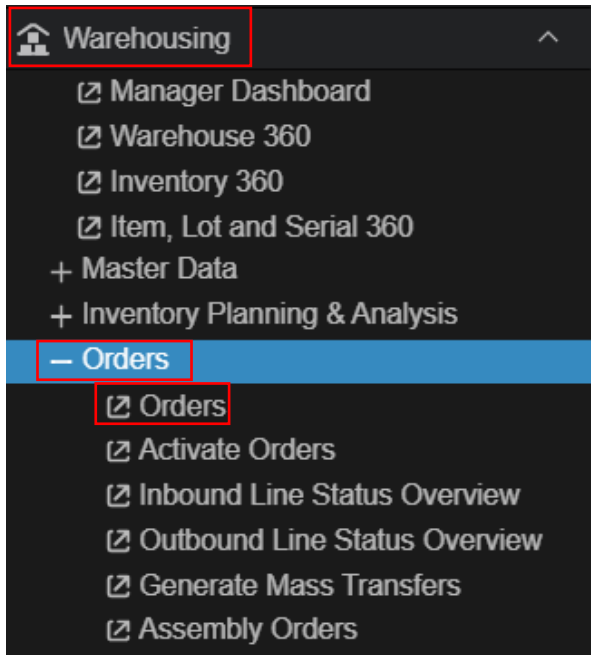 Warehousing
Manager Dashboard
Warehouse 360
Inventory 360
Item, Lot and Serial 360
+ Master Data
+ Inventory Planning & Analysis
– Orders
Orders
Activate Orders
Inbound Line Status Overview
Outbound Line Status Overview
Generate Mass Transfers
Assembly Orders